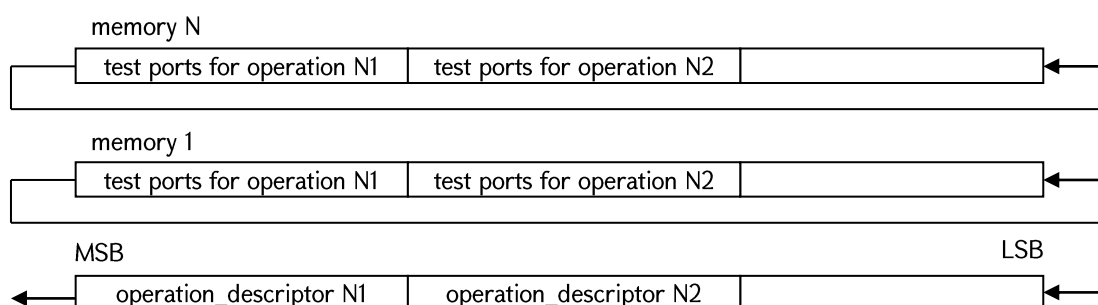 memory N
test ports for operation N1 test ports for operation N2
memory 1
test ports for operation N1 test ports for operation N2
MSB LSB
operation_descriptor N1 operation_descriptor N2